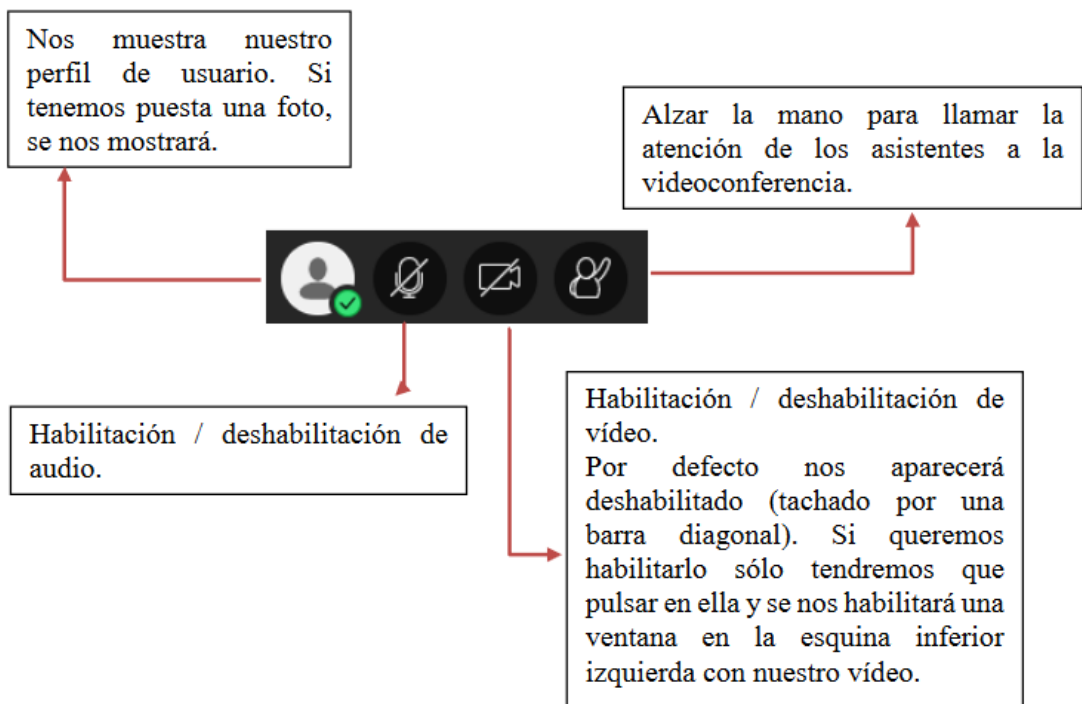 Nos muestra nuestro
perfil de usuario. Si
tenemos puesta una foto,
se nos mostrará.
Alzar la mano para llamar la
atención de los asistentes a la
videoconferencia.
Habilitación / deshabilitación de
audio.
Habilitación / deshabilitación de
vídeo.
Por defecto nos aparecerá
deshabilitado (tachado por una
barra diagonal). Si queremos
habilitarlo sólo tendremos que
pulsar en ella y se nos habilitará una
ventana en la esquina inferior
izquierda con nuestro vídeo.